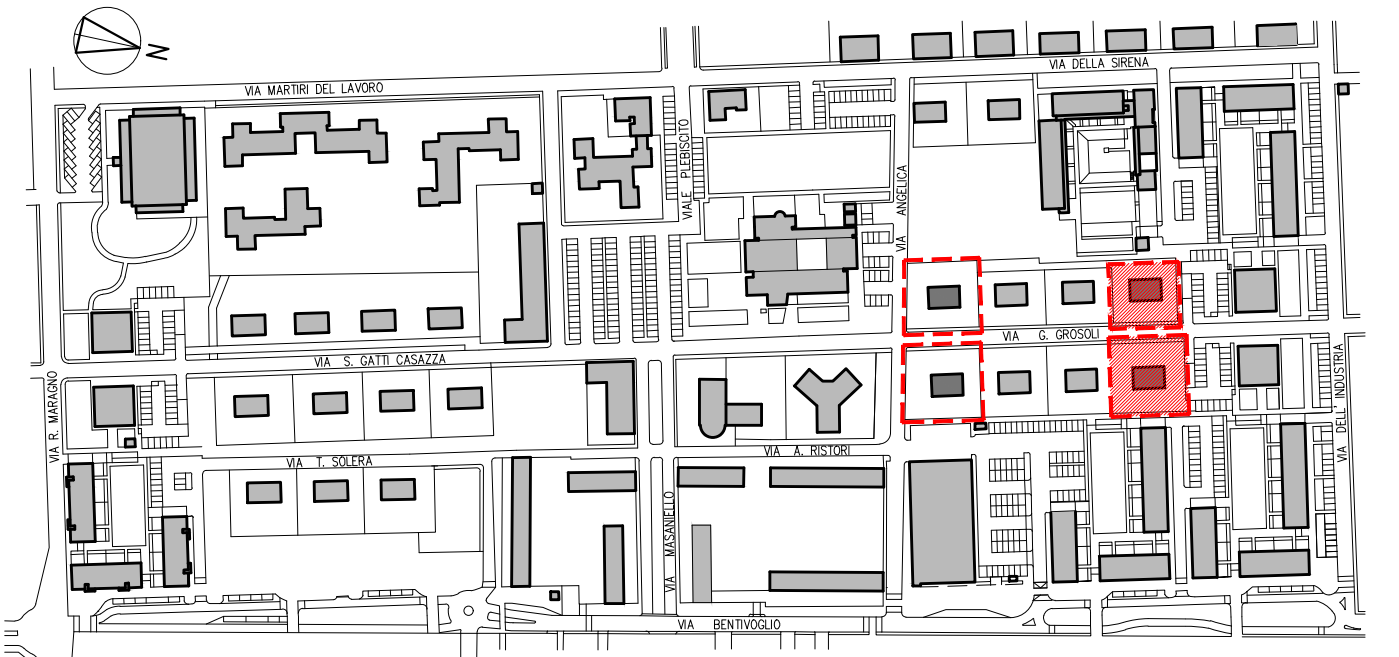 N
VIA MARTIRI DEL LAVORO
VIA DELLA SIRENA
VIALE PLEBISCITO
VIA ANGELICA
VIA G. GROSOLI
VIA S. GATTI CASAZZA
VIA R. MARAGNO
VIA DELL' INDUSTRIA
VIA T. SOLERA
VIA A. RISTORI
VIA MASANIELLO
VIA BENTIVOGLIO